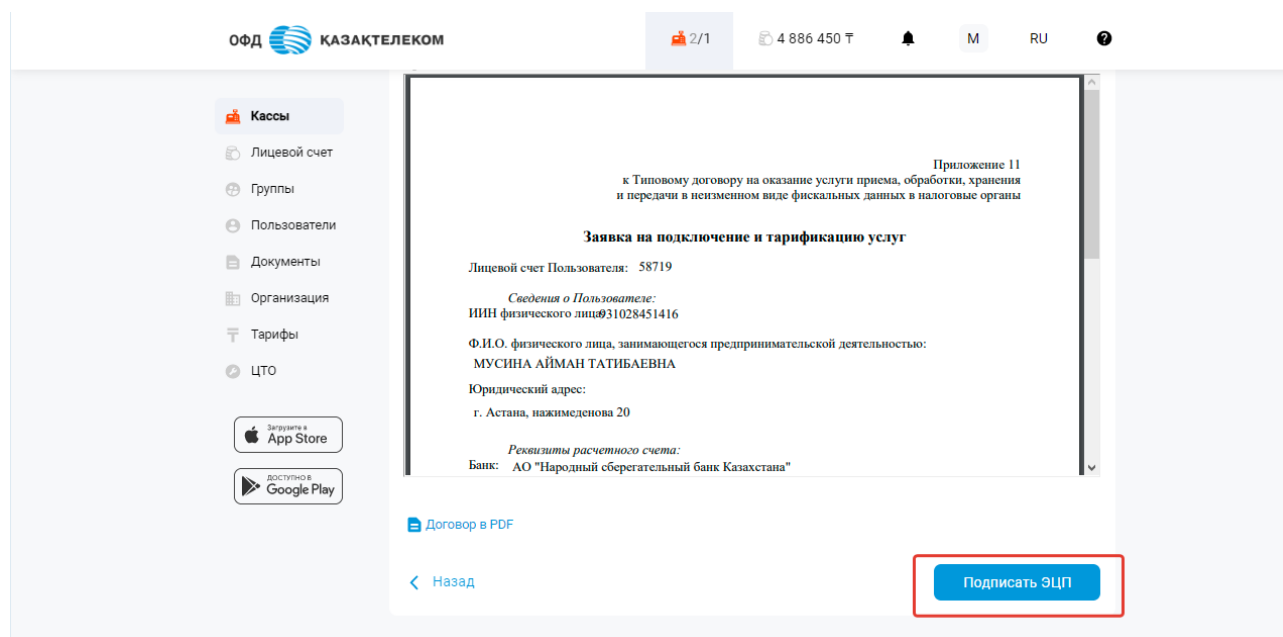 ОФД ҚАЗАҚТЕЛЕКОМ
2/1
4 886 450 ₸
M
RU
?
Кассы
Лицевой счет
Группы
Пользователи
Документы
Организация
Тарифы
ЦТО
Загрузите в
App Store
ДОСТУПНО В
Google Play
Приложение 11
к Типовому договору на оказание услуги приема, обработки, хранения
и передачи в неизменном виде фискальных данных в налоговые органы
Заявка на подключение и тарификацию услуг
Лицевой счет Пользователя: 58719
Сведения о Пользователе:
ИИН физического лица:931028451416
Ф.И.О. физического лица, занимающегося предпринимательской деятельностью:
МУСИНА АЙМАН ТАТИБАЕВНА
Юридический адрес:
г. Астана, нажимеденова 20
Реквизиты расчетного счета:
Банк: АО "Народный сберегательный банк Казахстана"
Договор в PDF
Назад
Подписать ЭЦП